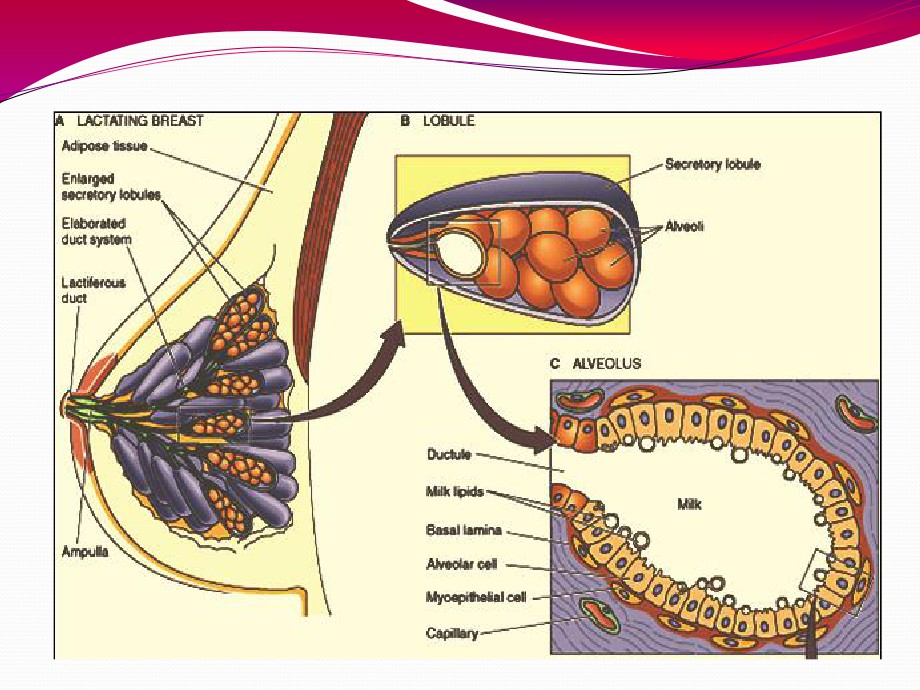 A LACTATING BREAST
Adipose tissue
Enlarged
secretory lobules
Elaborated
duct system
Lactiferous
duct
Ampulla
B LOBULE
Secretory lobule
Alveoli
C ALVEOLUS
Ductule
Milk lipids
Basal lamina
Alveolar cell
Myoepithelial cell
Capillary
Milk